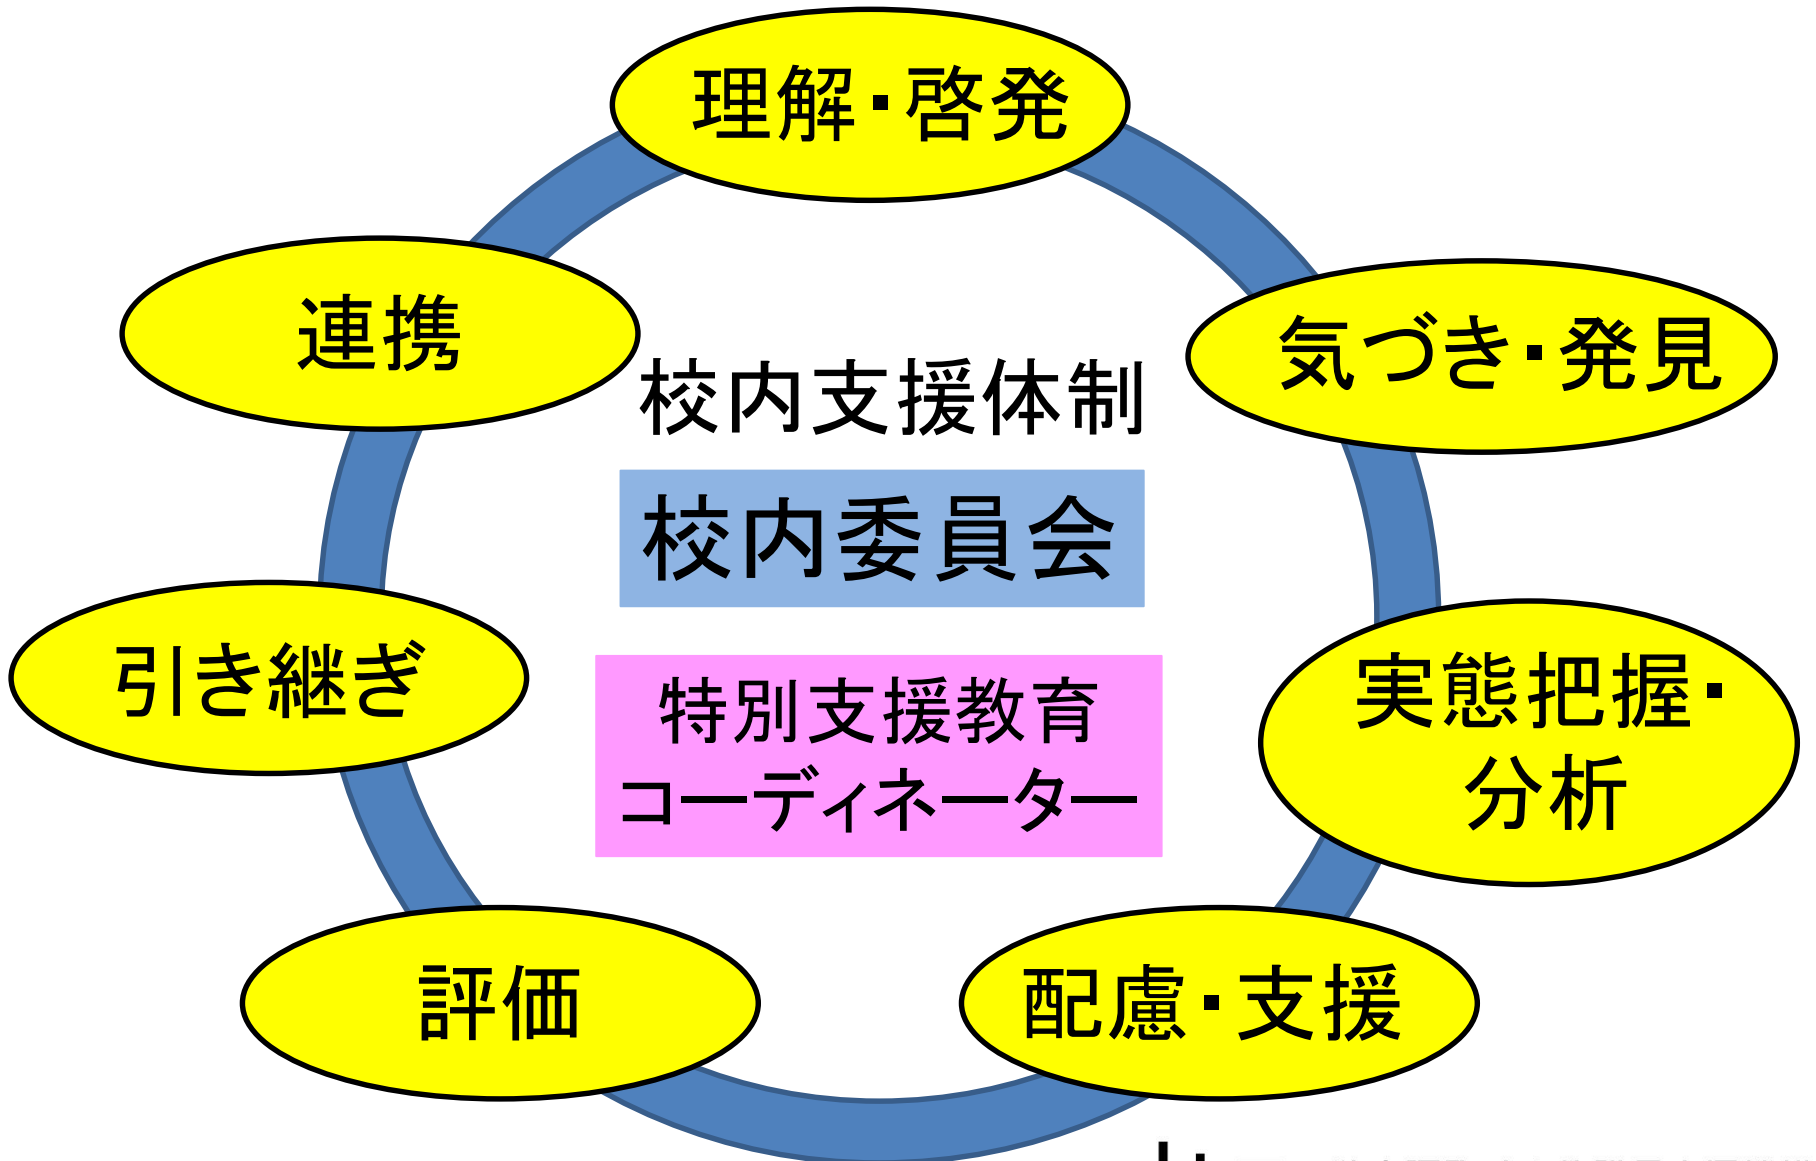 理解・啓発
連携
気づき・発見
校内支援体制
校内委員会
引き継ぎ
特別支援教育
コーディネーター
実態把握・
分析
評価
配慮・支援